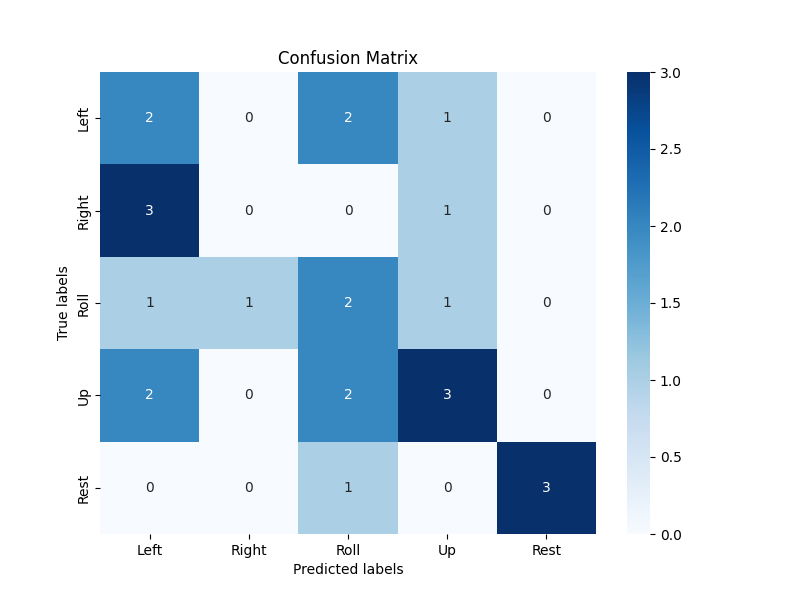 Confusion Matrix
True labels
Left 2 0 2 1 0
Right 3 0 0 1 0
Roll 1 1 2 1 0
Up 2 0 2 3 0
Rest 0 0 1 0 3
Left Right Roll Up Rest
Predicted labels
3.0
2.5
2.0
1.5
1.0
0.5
0.0